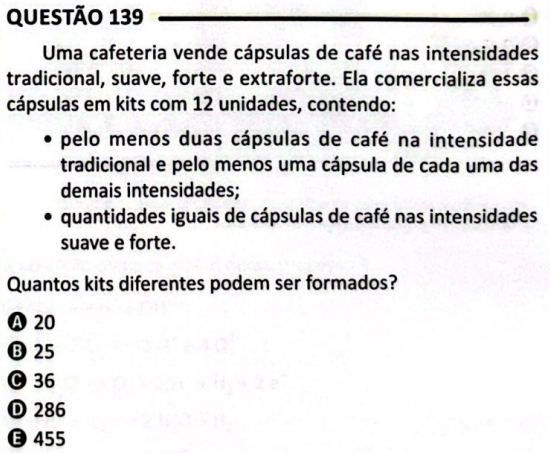 QUESTÃO 139
Uma cafeteria vende cápsulas de café nas intensidades
tradicional, suave, forte e extraforte. Ela comercializa essas
cápsulas em kits com 12 unidades, contendo:
• pelo menos duas cápsulas de café na intensidade
tradicional e pelo menos uma cápsula de cada uma das
demais intensidades;
• quantidades iguais de cápsulas de café nas intensidades
suave e forte.
Quantos kits diferentes podem ser formados?
A 20
B 25
C 36
D 286
E 455